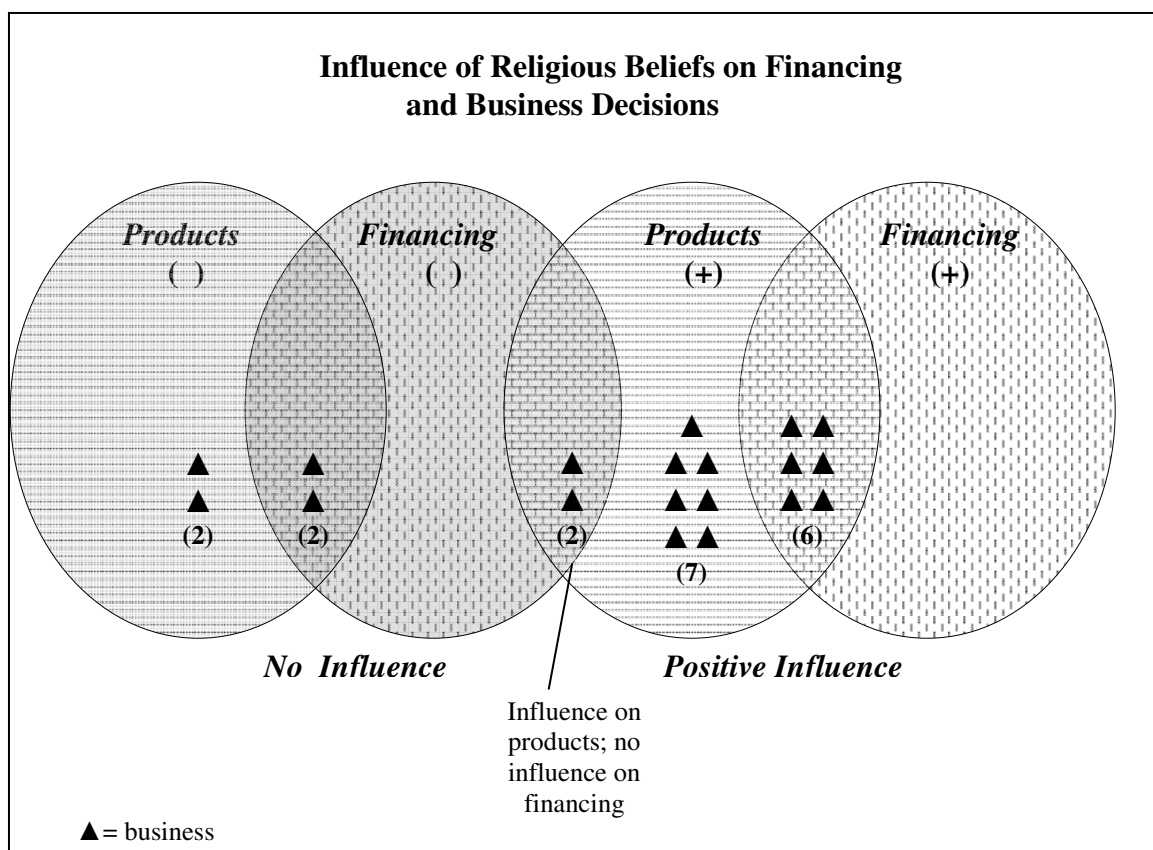 Influence of Religious Beliefs on Financing
and Business Decisions
Products
( )
Financing
( )
Products
(+)
Financing
(+)
(2)
(2)
(2)
(7)
(6)
No Influence
Positive Influence
Influence on
products; no
influence on
financing
▲= business